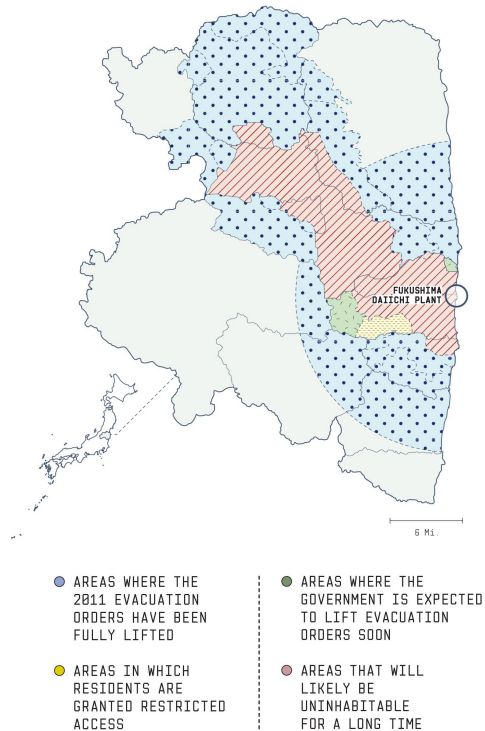 FUKUSHIMA
DAIICHI PLANT
6 Mi.
AREAS WHERE THE
2011 EVACUATION
ORDERS HAVE BEEN
FULLY LIFTED
AREAS IN WHICH
RESIDENTS ARE
GRANTED RESTRICTED
ACCESS
AREAS WHERE THE
GOVERNMENT IS EXPECTED
TO LIFT EVACUATION
ORDERS SOON
AREAS THAT WILL
LIKELY BE
UNINHABITABLE
FOR A LONG TIME